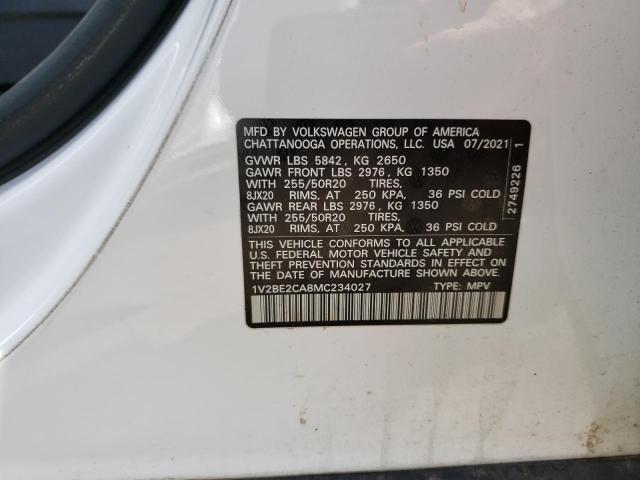 MFD BY VOLKSWAGEN GROUP OF AMERICA
CHATTANOOGA OPERATIONS, LLC. USA 07/2021
GVWR LBS 5842, KG 2650
GAWR FRONT LBS 2976, KG 1350
WITH 255/50R20 TIRES,
8JX20 RIMS, AT 250 KPA, 36 PSI COLD
GAWR REAR LBS 2976, KG 1350
WITH 255/50R20 TIRES,
8JX20 RIMS, AT 250 KPA, 36 PSI COLD
THIS VEHICLE CONFORMS TO ALL APPLICABLE
U.S. FEDERAL MOTOR VEHICLE SAFETY AND
THEFT PREVENTION STANDARDS IN EFFECT ON
THE DATE OF MANUFACTURE SHOWN ABOVE.
1V2BE2CA8MC234027 TYPE: MPV
2749226 1